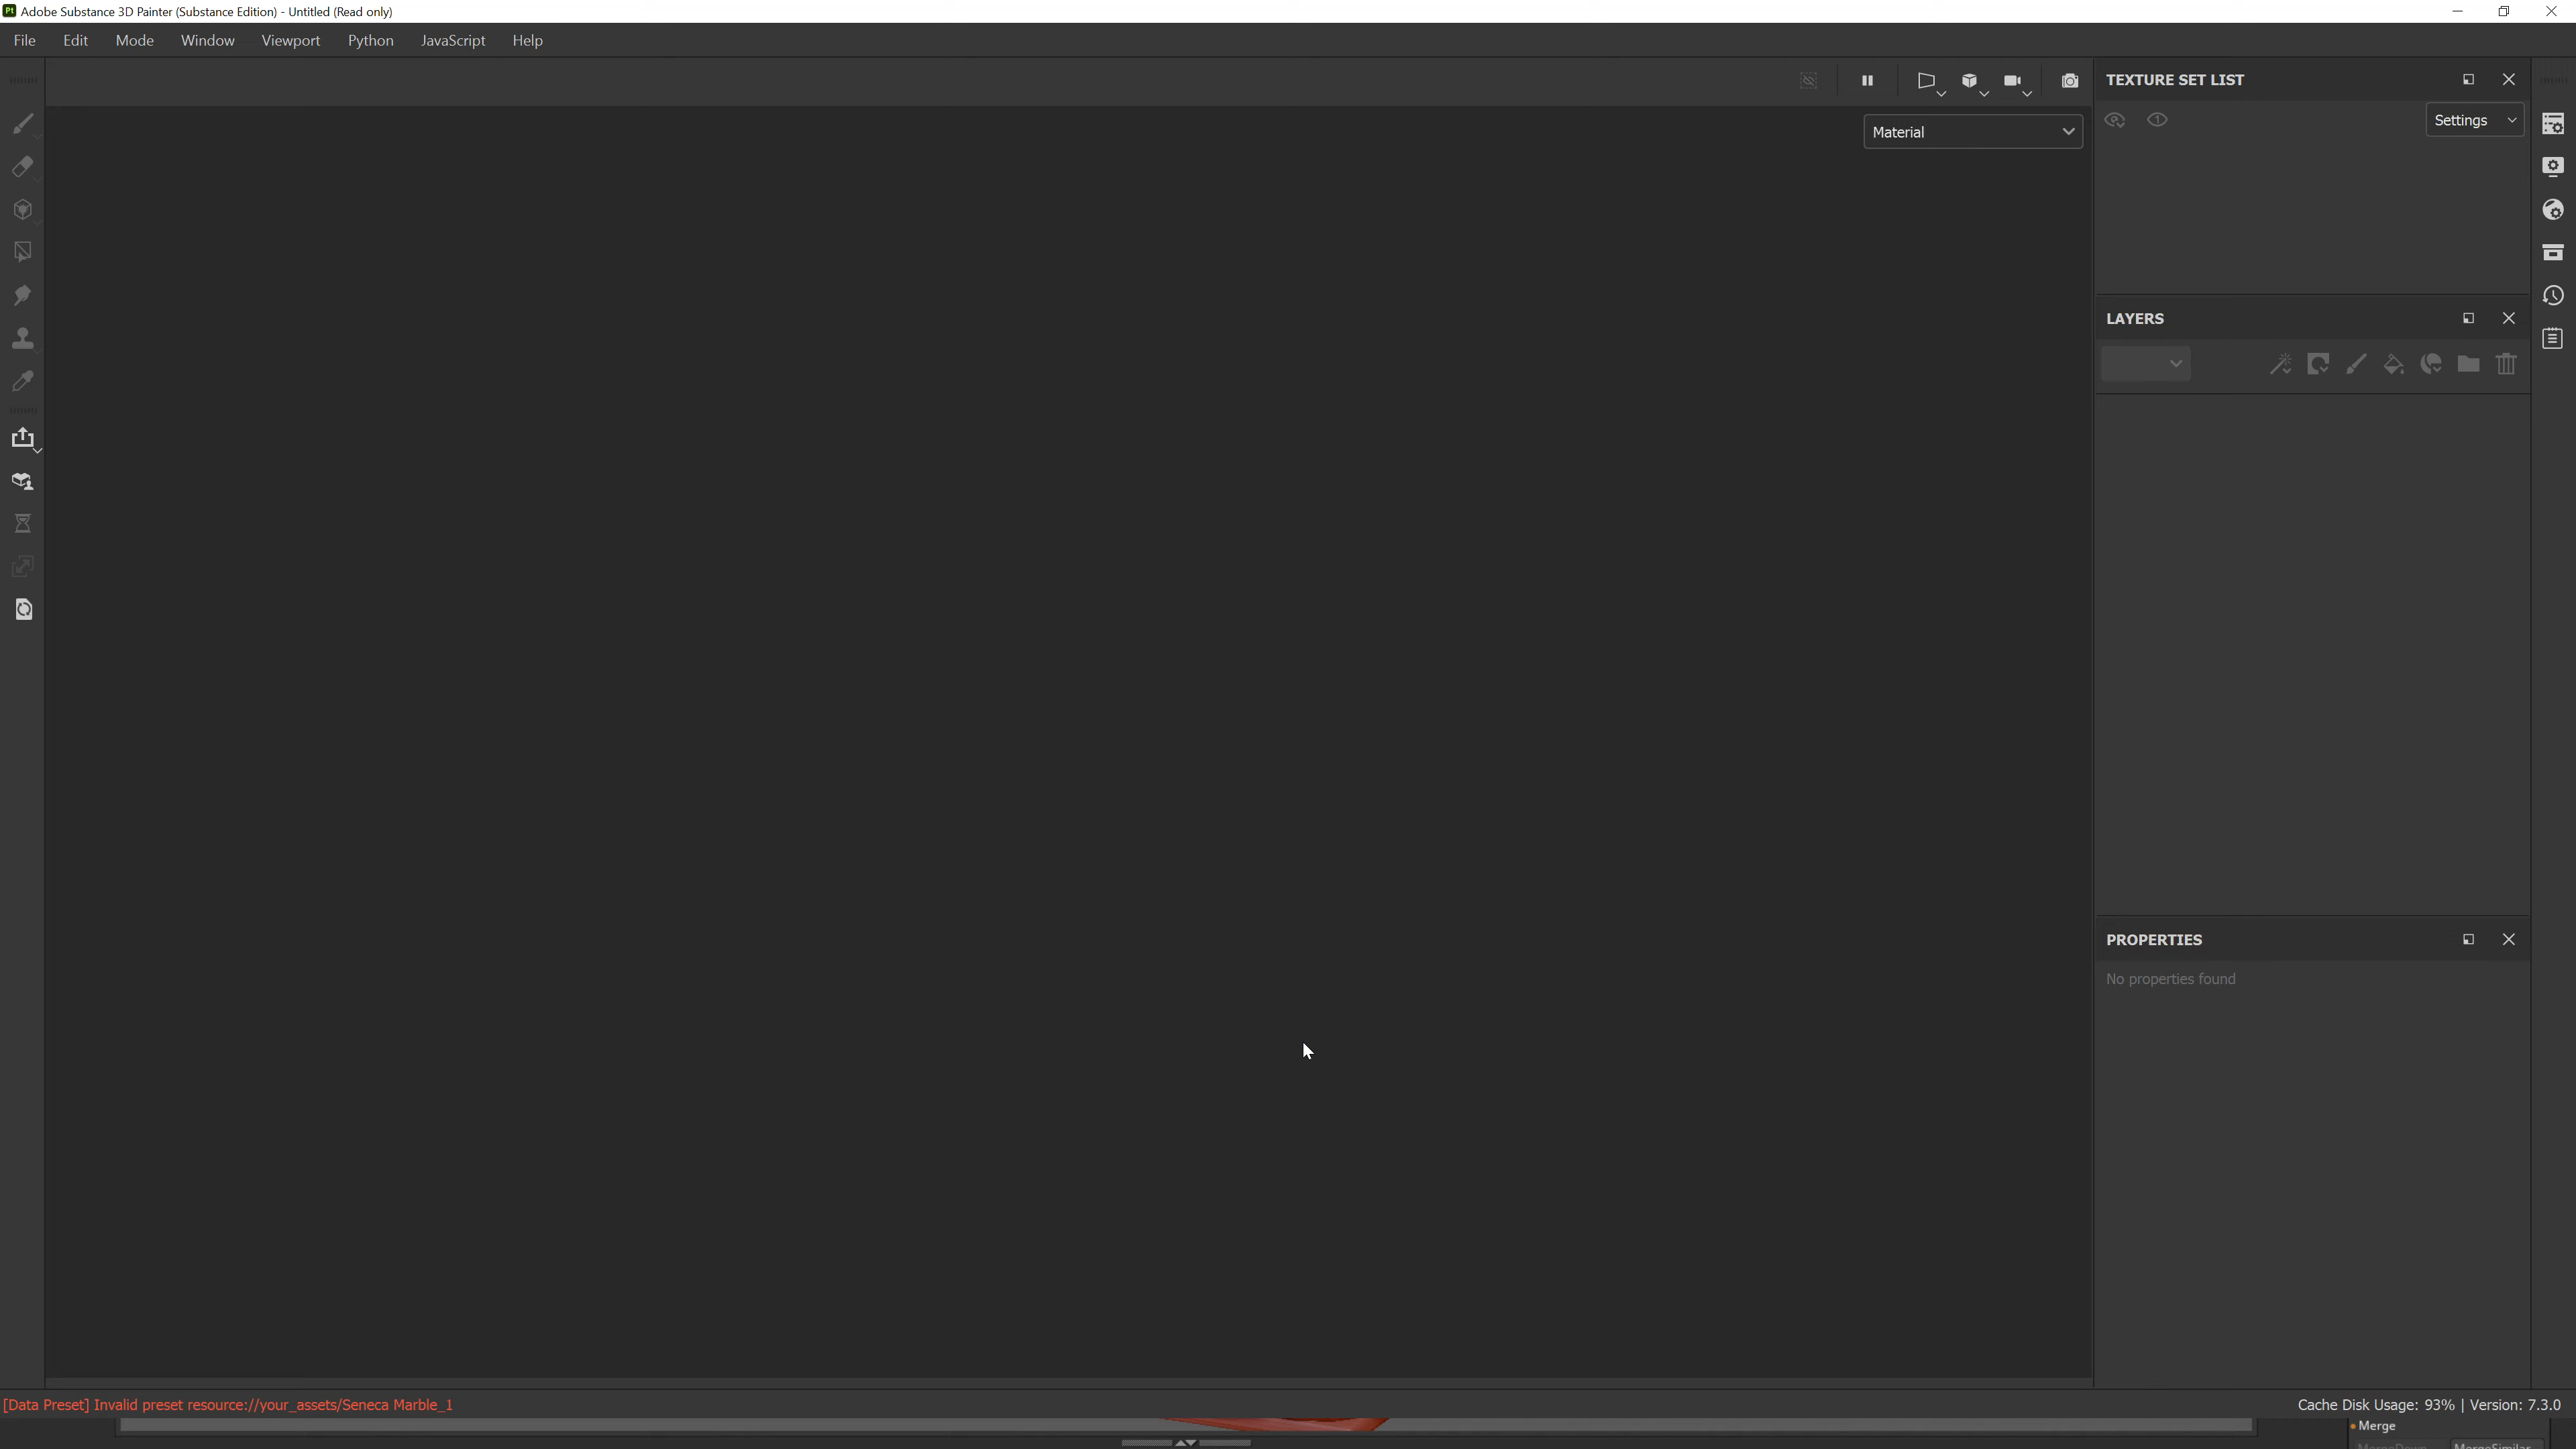 Pt Adobe Substance 3D Painter (Substance Edition) - Untitled (Read only)
File Edit Mode Window Viewport Python JavaScript Help
TEXTURE SET LIST
Material
Settings
LAYERS
PROPERTIES
No properties found
[Data Preset] Invalid preset resource://your_assets/Seneca Marble_1
Cache Disk Usage: 93% | Version: 7.3.0
Merge